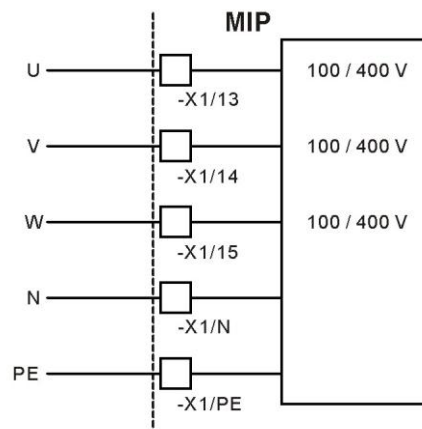 MIP
U 100 / 400 V
-X1/13
V 100 / 400 V
-X1/14
W 100 / 400 V
-X1/15
N
-X1/N
PE
-X1/PE